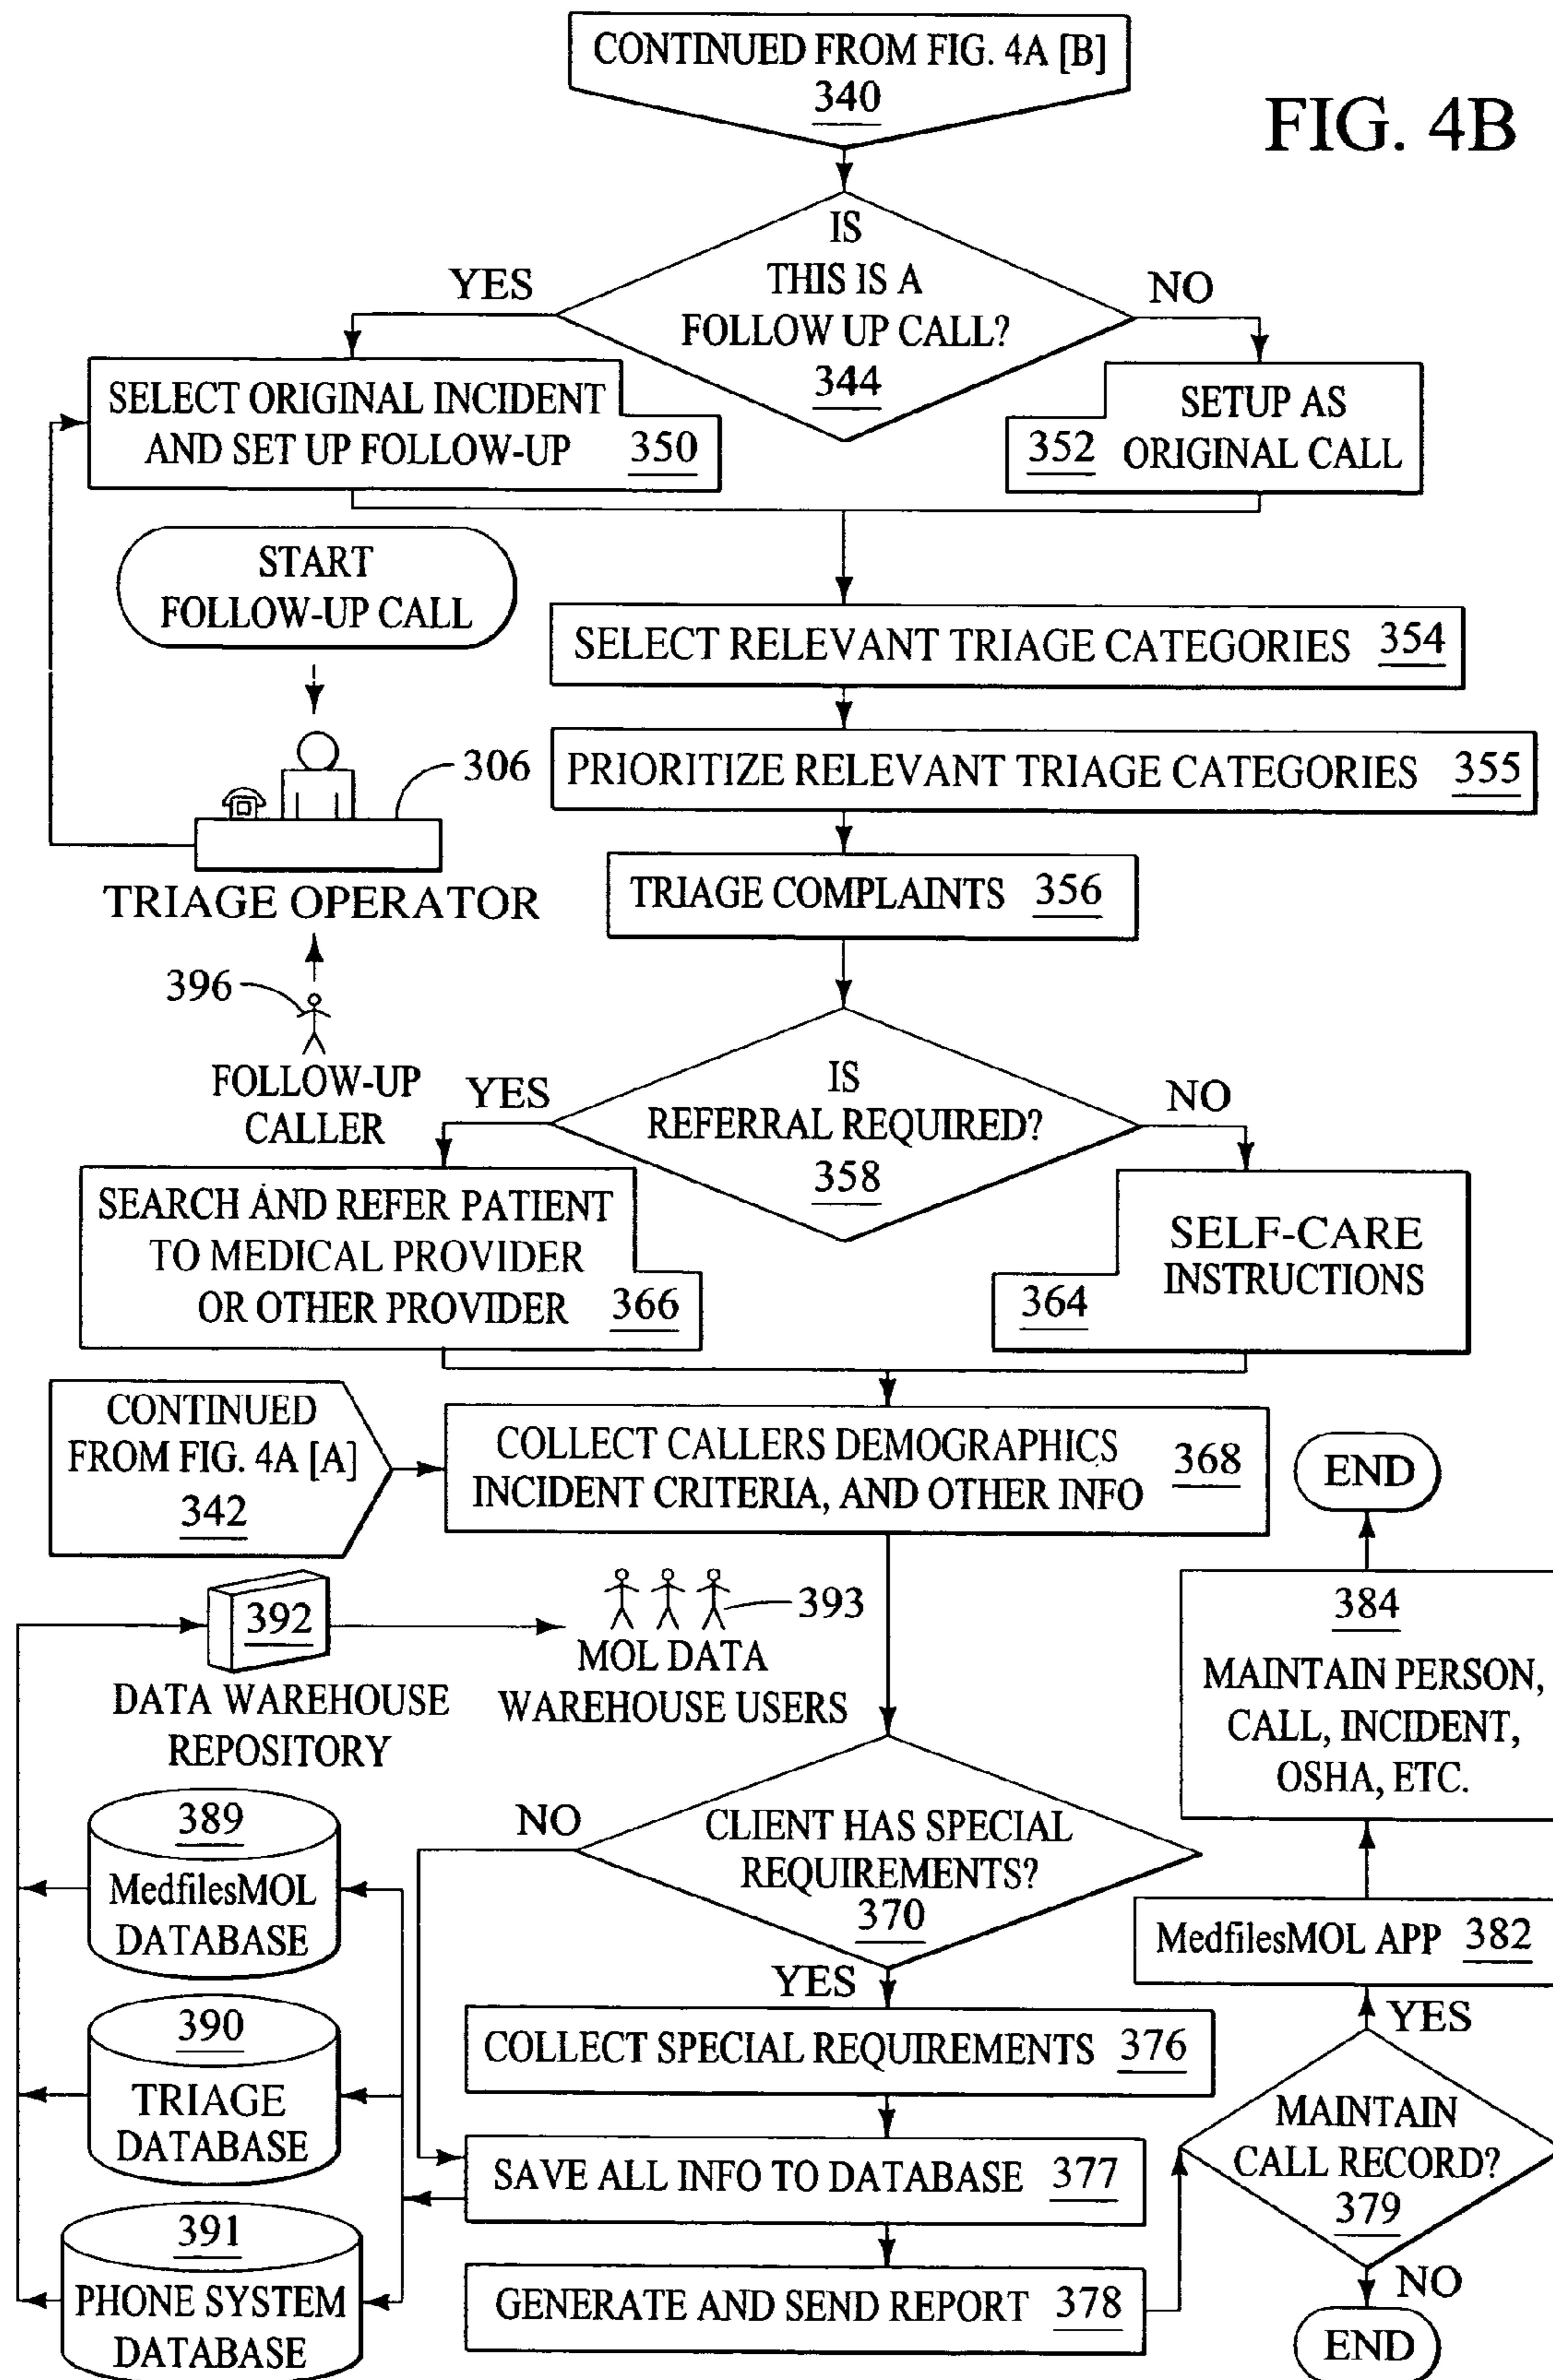 CONTINUED FROM FIG. 4A [B]
340
FIG. 4B
IS
THIS IS A
FOLLOW UP CALL?
344
YES
NO
SELECT ORIGINAL INCIDENT
AND SET UP FOLLOW-UP 350
SETUP AS
352 ORIGINAL CALL
START
FOLLOW-UP CALL
SELECT RELEVANT TRIAGE CATEGORIES 354
306
PRIORITIZE RELEVANT TRIAGE CATEGORIES 355
TRIAGE OPERATOR
TRIAGE COMPLAINTS 356
396
FOLLOW-UP
CALLER
YES
IS
REFERRAL REQUIRED?
358
NO
SEARCH AND REFER PATIENT
TO MEDICAL PROVIDER
OR OTHER PROVIDER 366
SELF-CARE
INSTRUCTIONS
364
CONTINUED
FROM FIG. 4A [A]
342
COLLECT CALLERS DEMOGRAPHICS
INCIDENT CRITERIA, AND OTHER INFO 368
END
392
DATA WAREHOUSE
REPOSITORY
393
MOL DATA
WAREHOUSE USERS
384
MAINTAIN PERSON,
CALL, INCIDENT,
OSHA, ETC.
389
MedfilesMOL
DATABASE
NO
CLIENT HAS SPECIAL
REQUIREMENTS?
370
YES
MedfilesMOL APP 382
YES
390
TRIAGE
DATABASE
COLLECT SPECIAL REQUIREMENTS 376
MAINTAIN
CALL RECORD?
379
SAVE ALL INFO TO DATABASE 377
391
PHONE SYSTEM
DATABASE
GENERATE AND SEND REPORT 378
NO
END